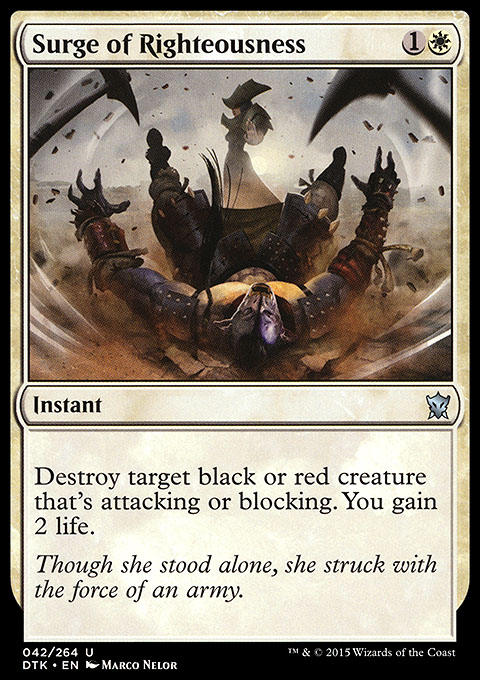 Surge of Righteousness 1
Instant
Destroy target black or red creature
that's attacking or blocking. You gain
2 life.
Though she stood alone, she struck with
the force of an army.
042/264 U
DTK • EN Marco Nelor
™ & © 2015 Wizards of the Coast